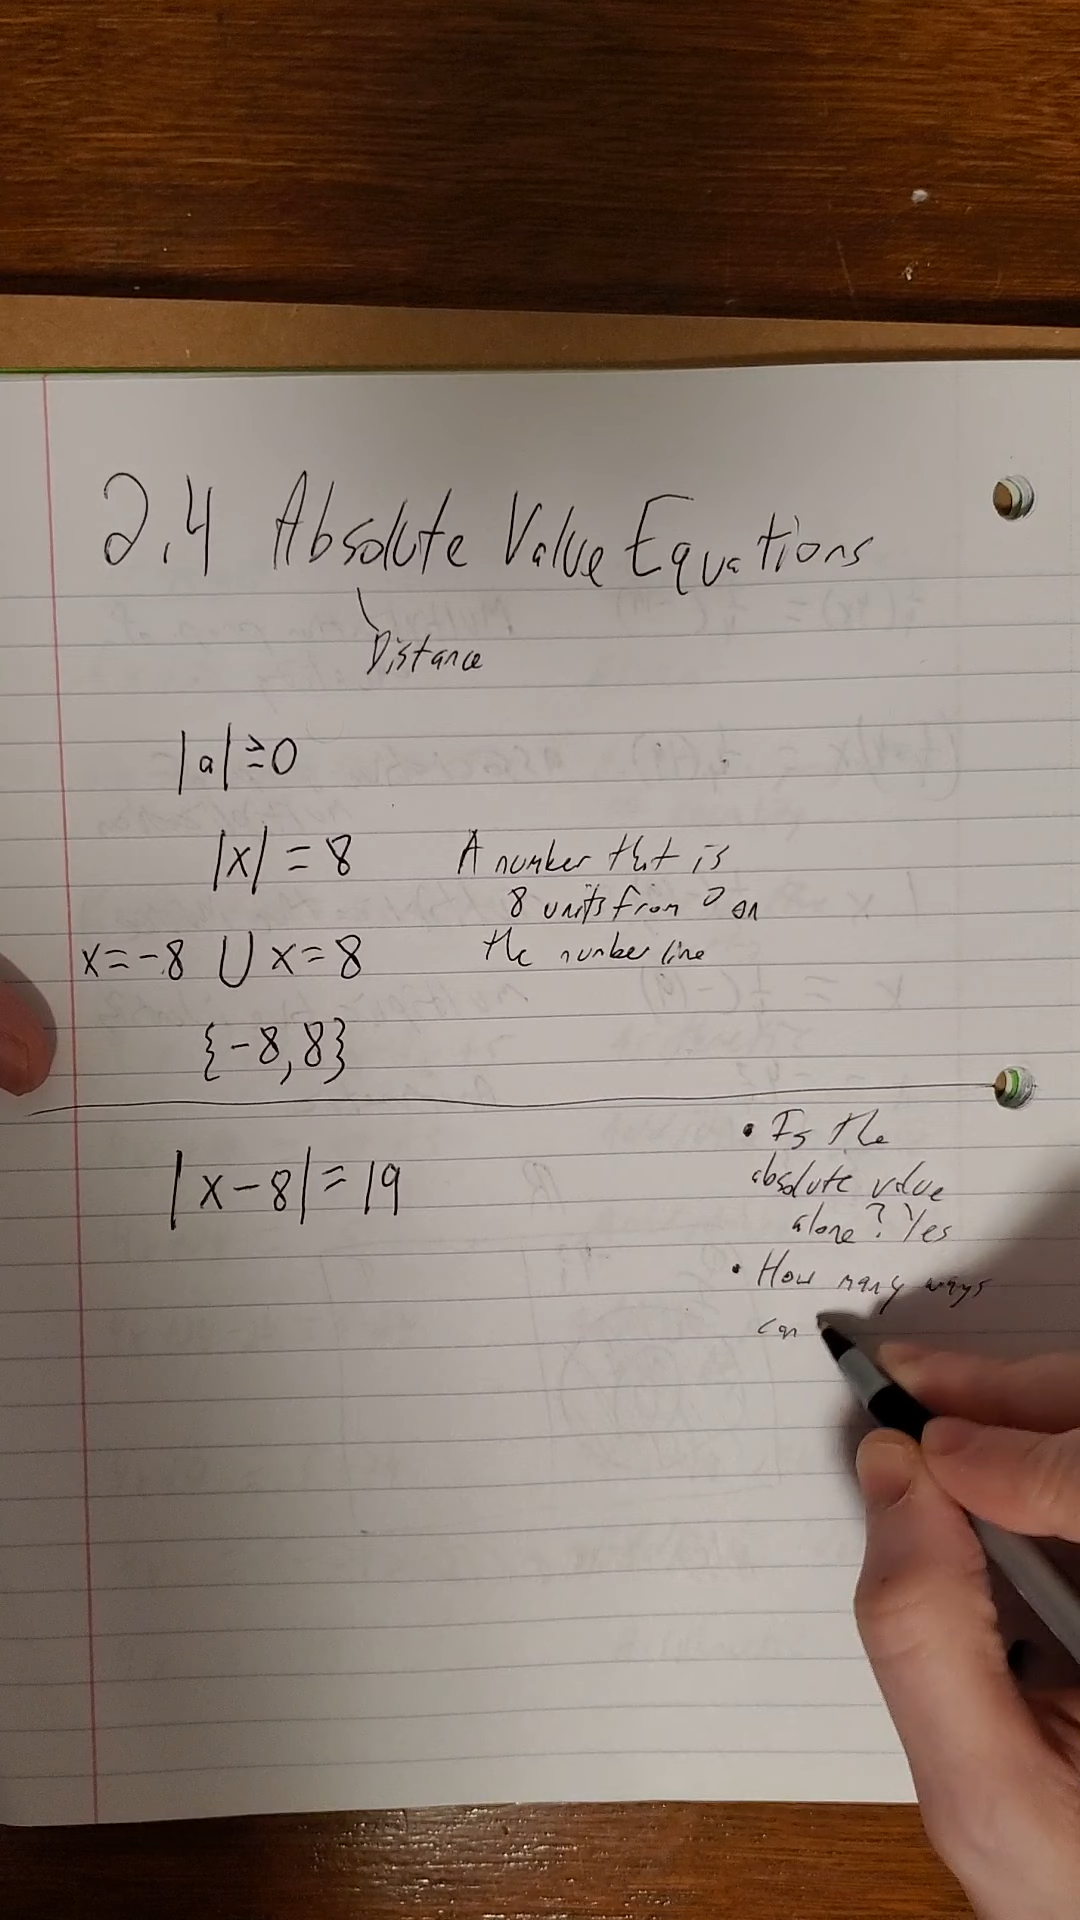 2.4 Absolute Value Equations
Distance
|a| ≥ 0
|x| = 8
A number that is
8 units from 0 on
the number line
x = -8 ∪ x = 8
{-8, 8}
|x - 8| = 19
• Is the
absolute value
alone? Yes
• How many ways
can